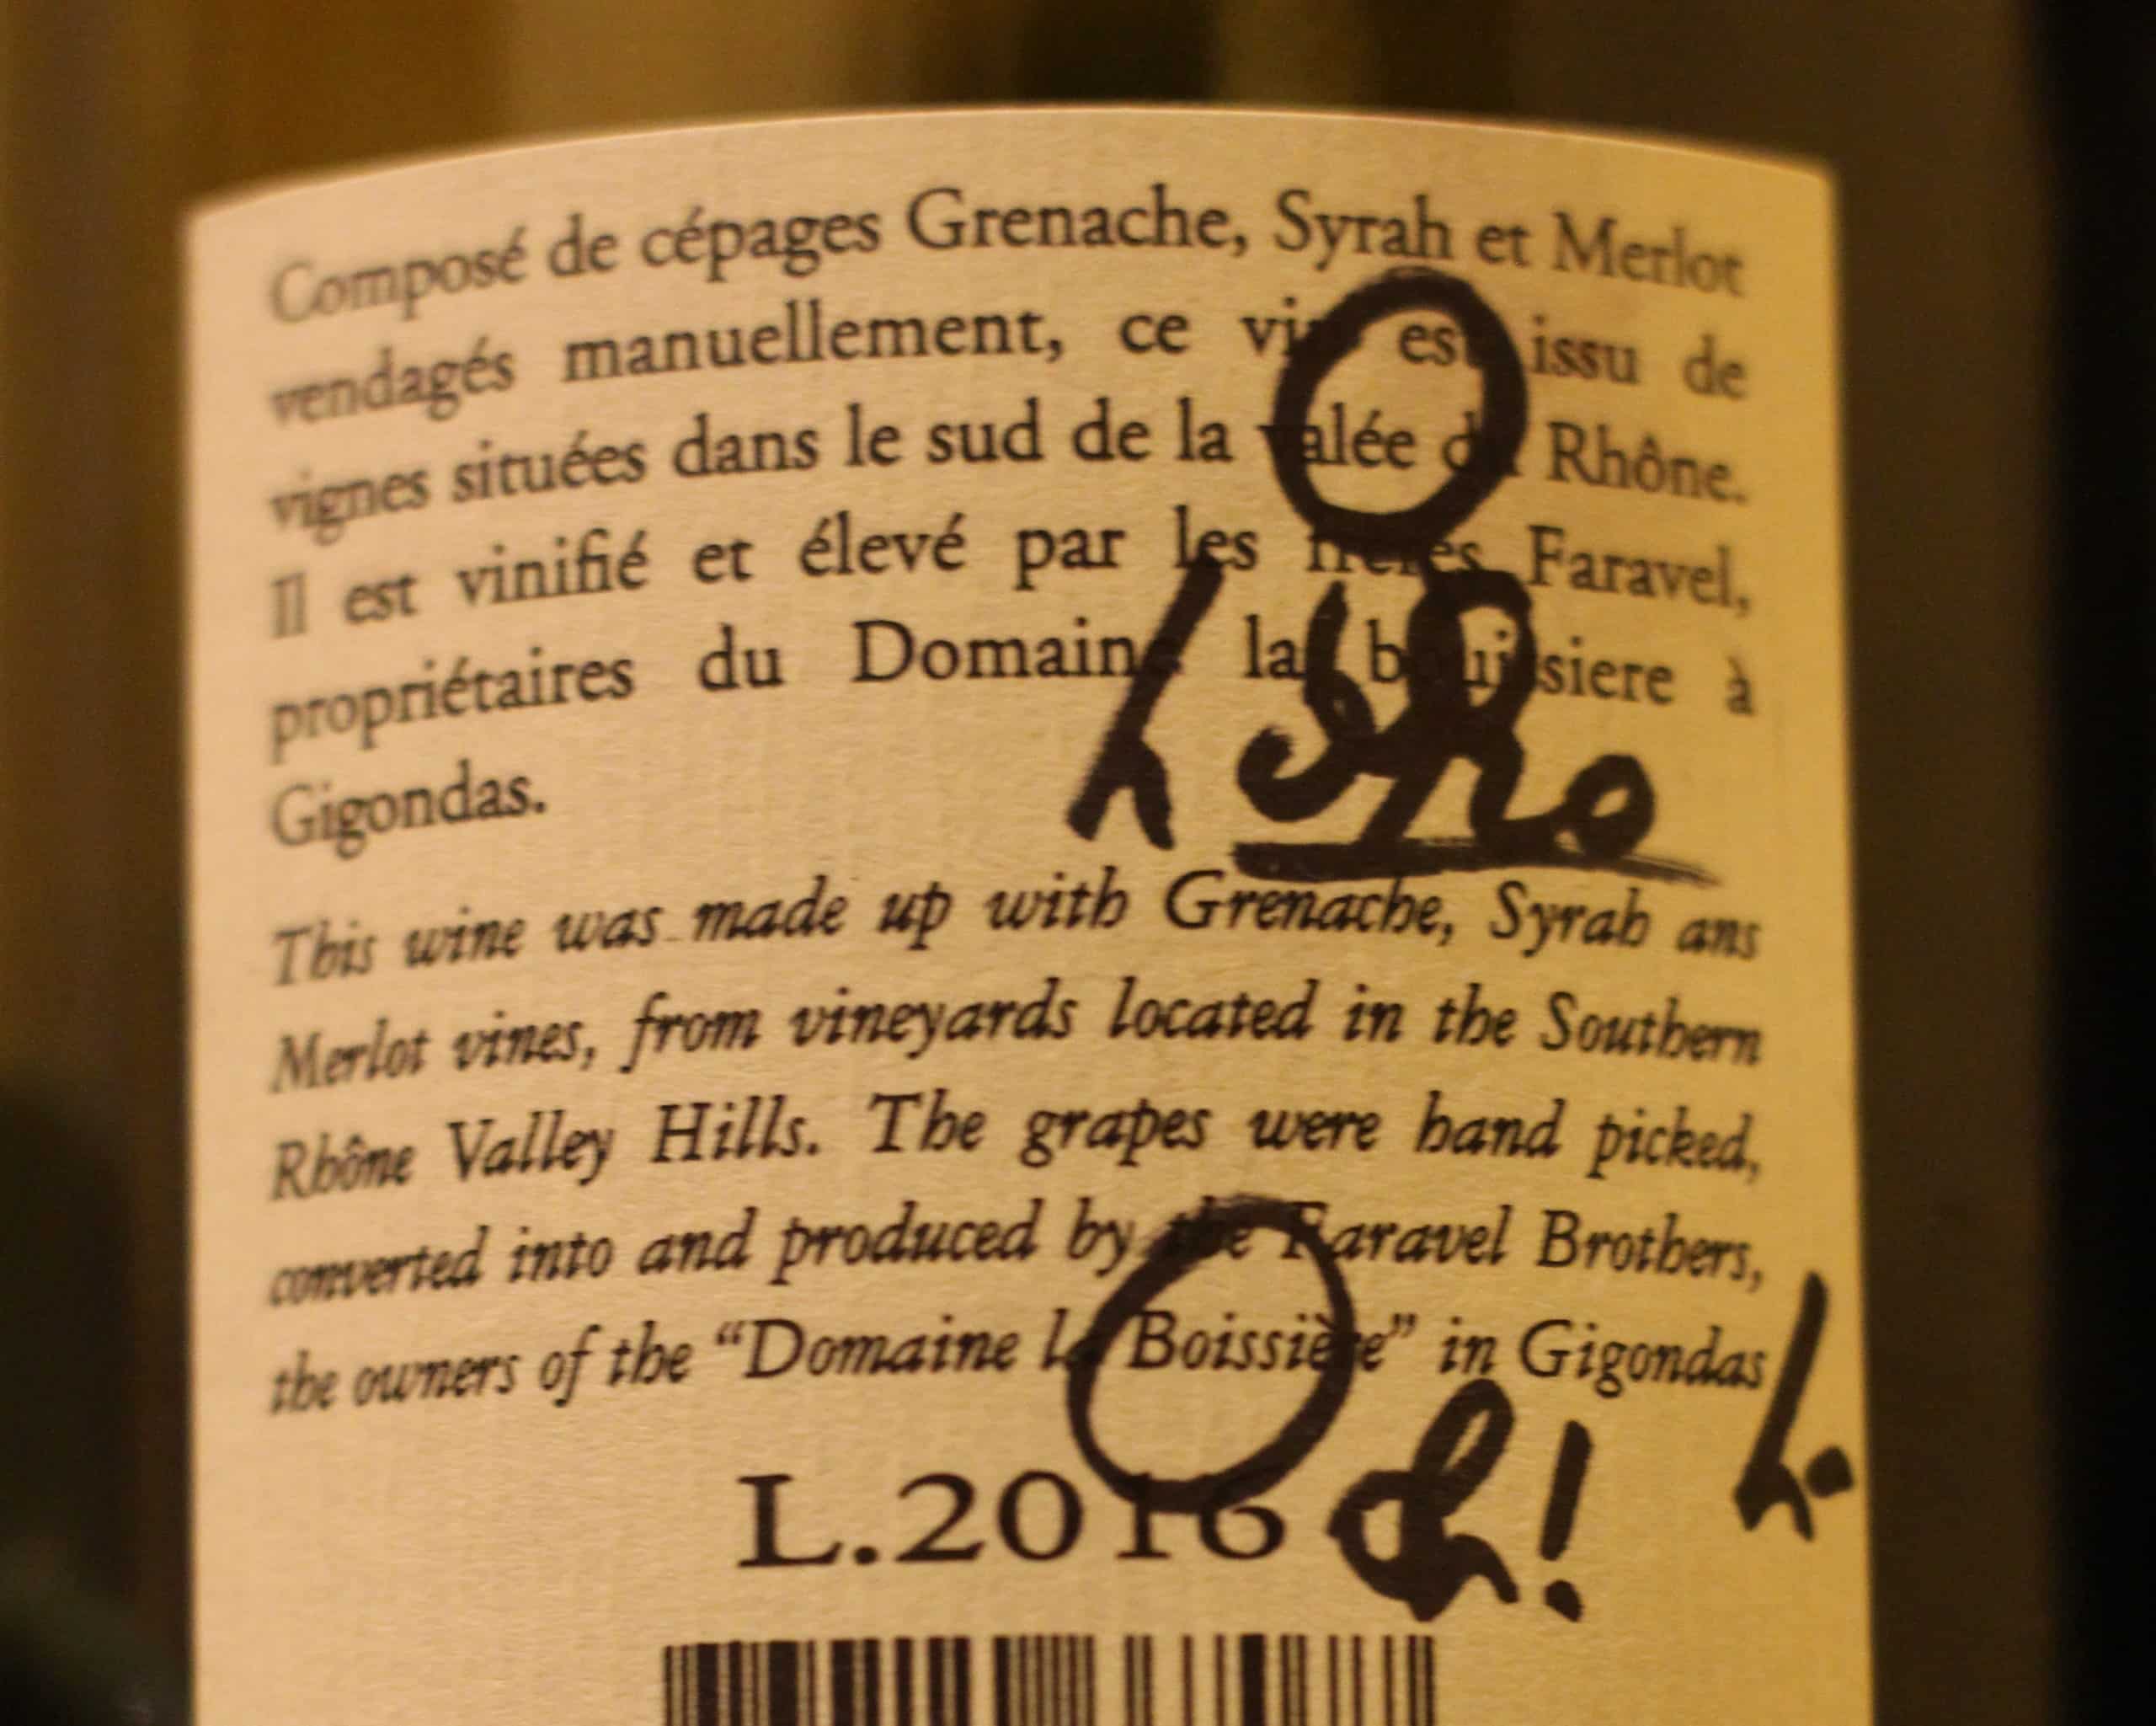 Composé de cépages Grenache, Syrah et Merlot
vendagés manuellement, ce vin est issu de
vignes situées dans le sud de la valée du Rhône.
Il est vinifié et élevé par les frères Faravel,
propriétaires du Domaine la bouissiere à
Gigondas.
This wine was made up with Grenache, Syrah ans
Merlot vines, from vineyards located in the Southern
Rhône Valley Hills. The grapes were hand picked,
converted into and produced by the Faravel Brothers,
the owners of the “Domaine la Boissière” in Gigondas
L.2016